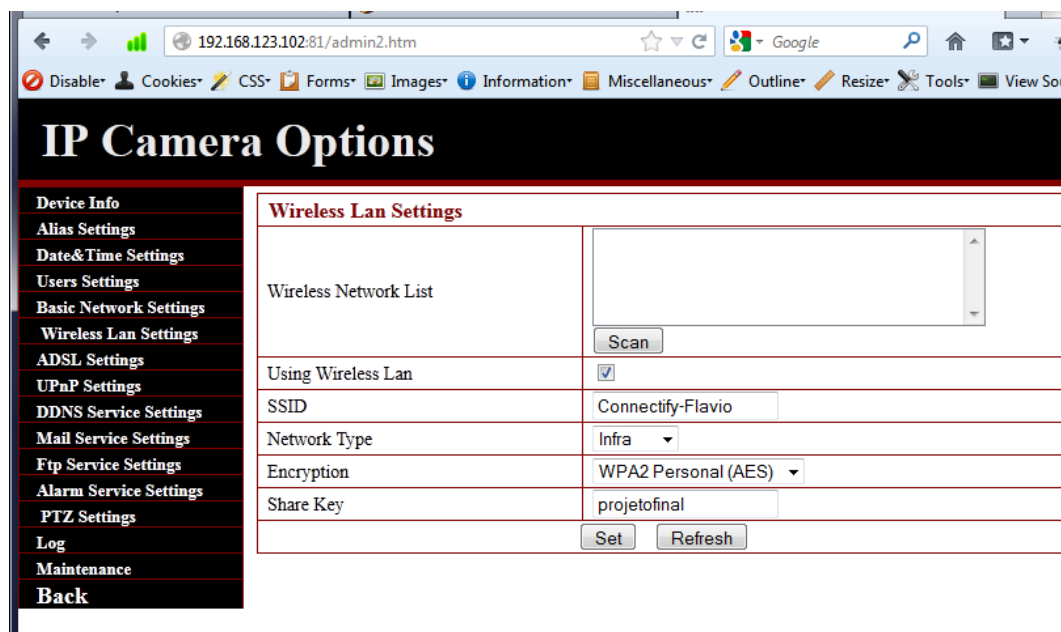 192.168.123.102:81/admin2.htm
Google
Disable Cookies CSS Forms Images Information Miscellaneous Outline Resize Tools View Sou
IP Camera Options
Device Info
Alias Settings
Date&Time Settings
Users Settings
Basic Network Settings
Wireless Lan Settings
ADSL Settings
UPnP Settings
DDNS Service Settings
Mail Service Settings
Ftp Service Settings
Alarm Service Settings
PTZ Settings
Log
Maintenance
Back
Wireless Lan Settings
Wireless Network List
Scan
Using Wireless Lan
SSID Connectify-Flavio
Network Type Infra
Encryption WPA2 Personal (AES)
Share Key projetofinal
Set Refresh